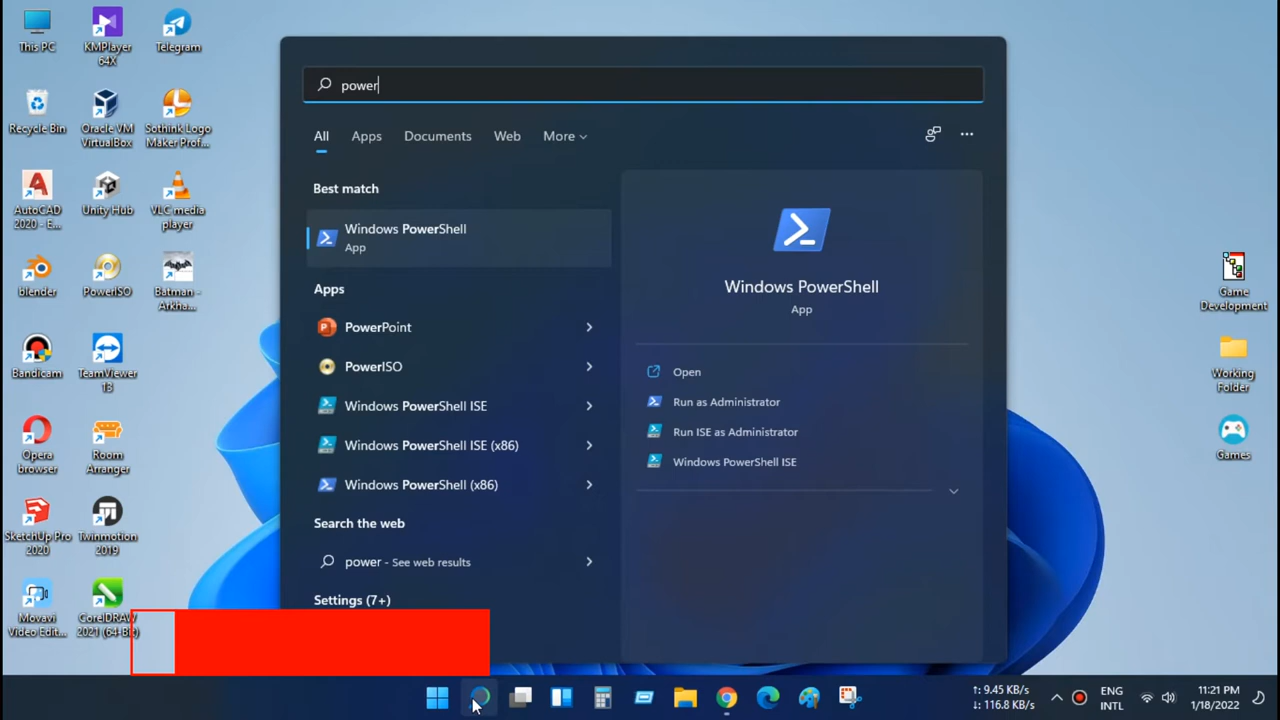 This PC
KMPlayer
64X
Telegram
Recycle Bin
Oracle VM
VirtualBox
Sothink Logo
Maker Prof...
AutoCAD
2020 - E...
Unity Hub
VLC media
player
blender
PowerISO
Batman -
Arkha...
Bandicam
TeamViewer
13
Opera
browser
Room
Arranger
SketchUp Pro
2020
Twinmotion
2019
Movavi
Video Edit...
CorelDRAW
2021 (64-Bit)
power
All Apps Documents Web More
Best match
Windows PowerShell
App
Apps
PowerPoint
PowerISO
Windows PowerShell ISE
Windows PowerShell ISE (x86)
Windows PowerShell (x86)
Search the web
power - See web results
Settings (7+)
Windows PowerShell
App
Open
Run as Administrator
Run ISE as Administrator
Windows PowerShell ISE
Game
Development
Working
Folder
Games
↑: 9.45 KB/s
↓: 116.8 KB/s
ENG
INTL
11:21 PM
1/18/2022